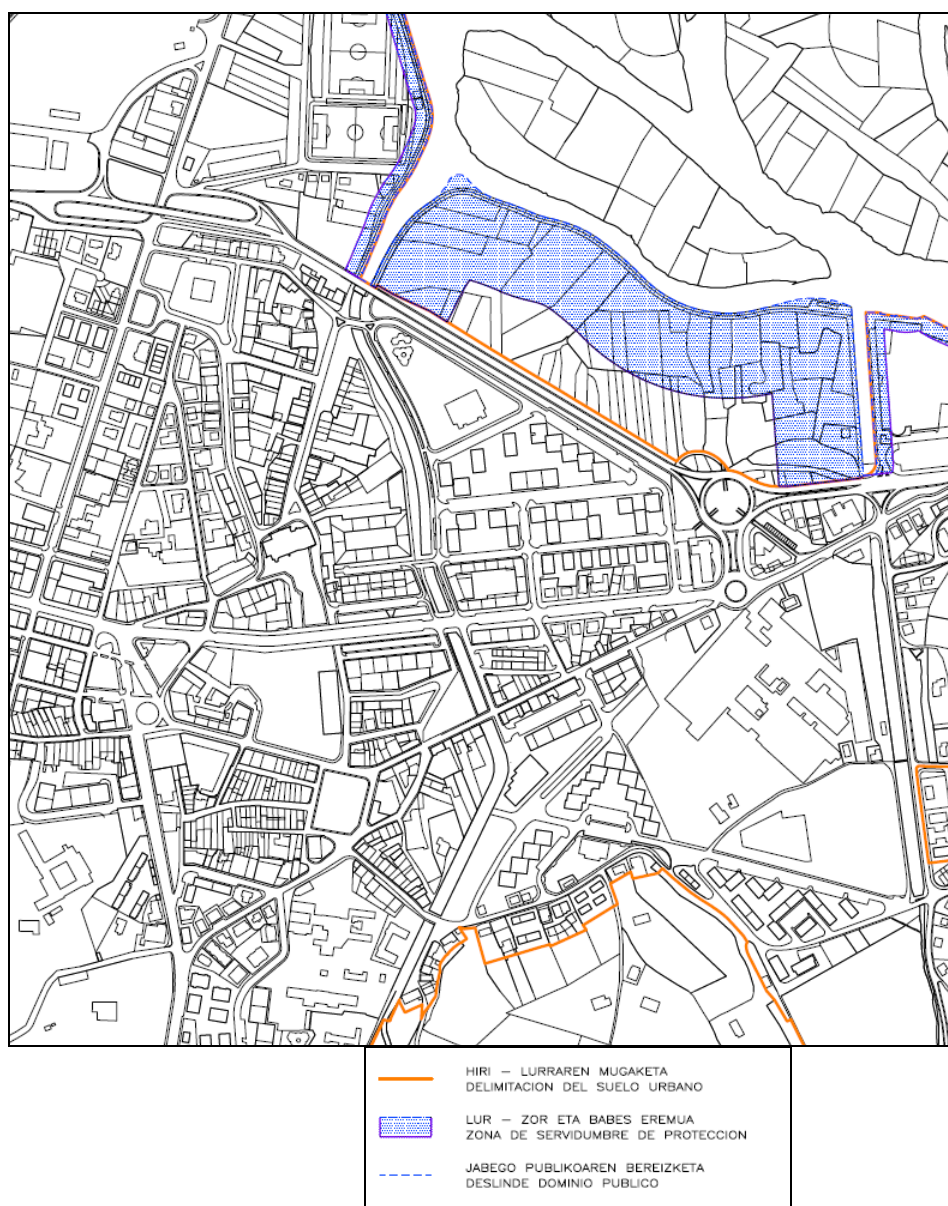 HIRI – LURRAREN MUGAKETA
DELIMITACION DEL SUELO URBANO
LUR – ZOR ETA BABES EREMUA
ZONA DE SERVIDUMBRE DE PROTECCION
JABEGO PUBLIKOAREN BEREIZKETA
DESLINDE DOMINIO PUBLICO